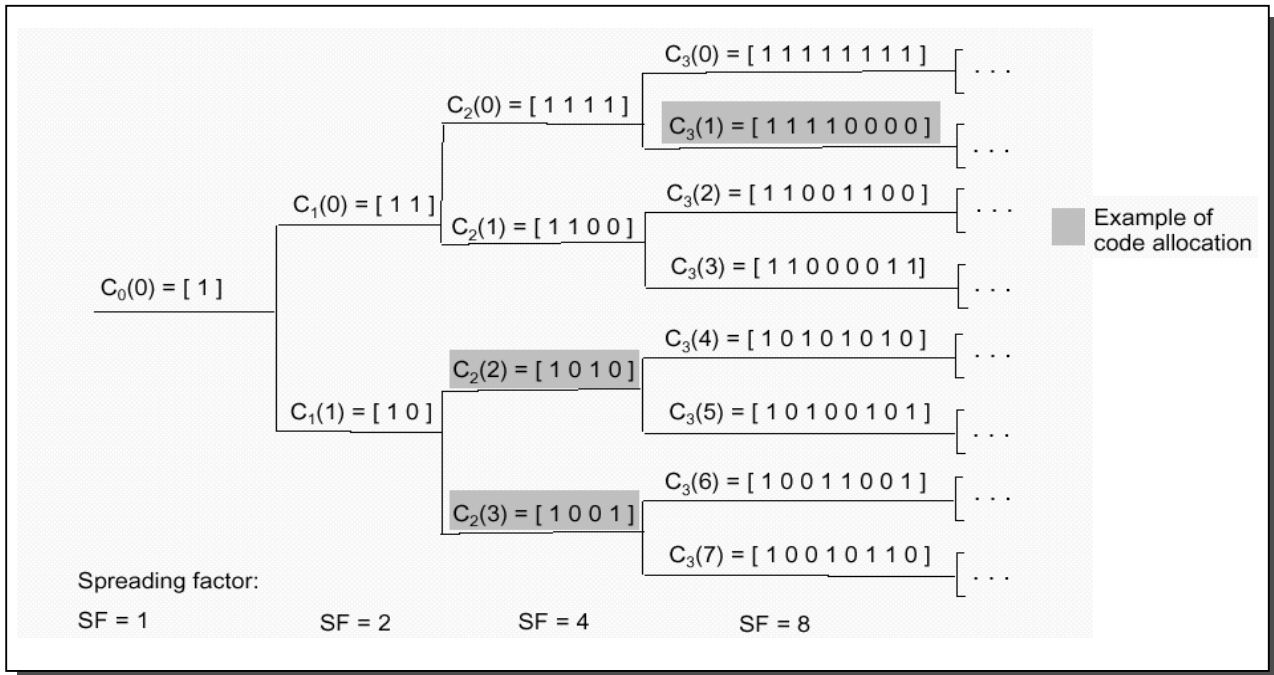 C₃(0) = [ 1 1 1 1 1 1 1 1 ]
. . .
C₂(0) = [ 1 1 1 1 ]
C₃(1) = [ 1 1 1 1 0 0 0 0 ]
. . .
C₁(0) = [ 1 1 ]
C₃(2) = [ 1 1 0 0 1 1 0 0 ]
. . .
C₂(1) = [ 1 1 0 0 ]
C₃(3) = [ 1 1 0 0 0 0 1 1]
. . .
Example of
code allocation
C₀(0) = [ 1 ]
C₃(4) = [ 1 0 1 0 1 0 1 0 ]
. . .
C₂(2) = [ 1 0 1 0 ]
C₁(1) = [ 1 0 ]
C₃(5) = [ 1 0 1 0 0 1 0 1 ]
. . .
C₃(6) = [ 1 0 0 1 1 0 0 1 ]
. . .
C₂(3) = [ 1 0 0 1 ]
C₃(7) = [ 1 0 0 1 0 1 1 0 ]
. . .
Spreading factor:
SF = 1
SF = 2
SF = 4
SF = 8